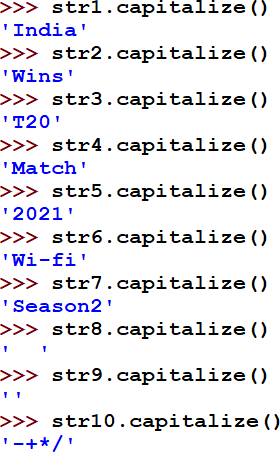 >>> str1.capitalize()
'India'
>>> str2.capitalize()
'Wins'
>>> str3.capitalize()
'T20'
>>> str4.capitalize()
'Match'
>>> str5.capitalize()
'2021'
>>> str6.capitalize()
'Wi-fi'
>>> str7.capitalize()
'Season2'
>>> str8.capitalize()
'  '
>>> str9.capitalize()
''
>>> str10.capitalize()
'-+*/'